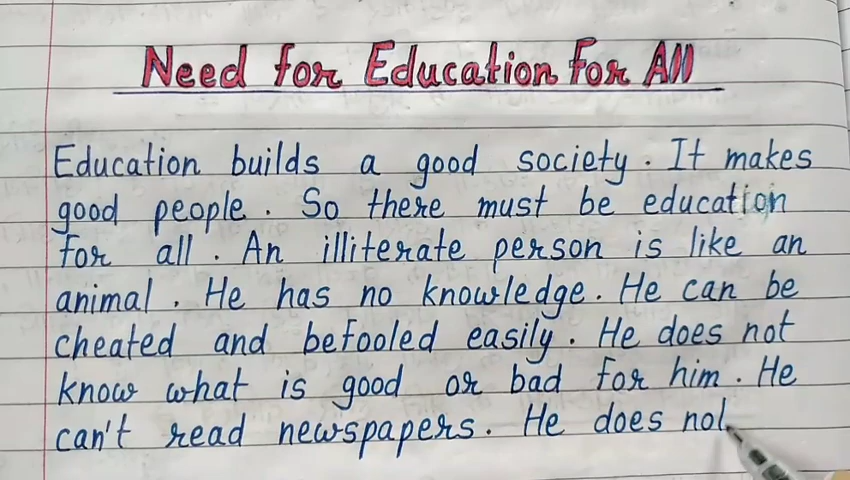 Need for Education For All
Education builds a good society. It makes
good people. So there must be education
for all. An illiterate person is like an
animal. He has no knowledge. He can be
cheated and befooled easily. He does not
know what is good or bad for him. He
can't read newspapers. He does not